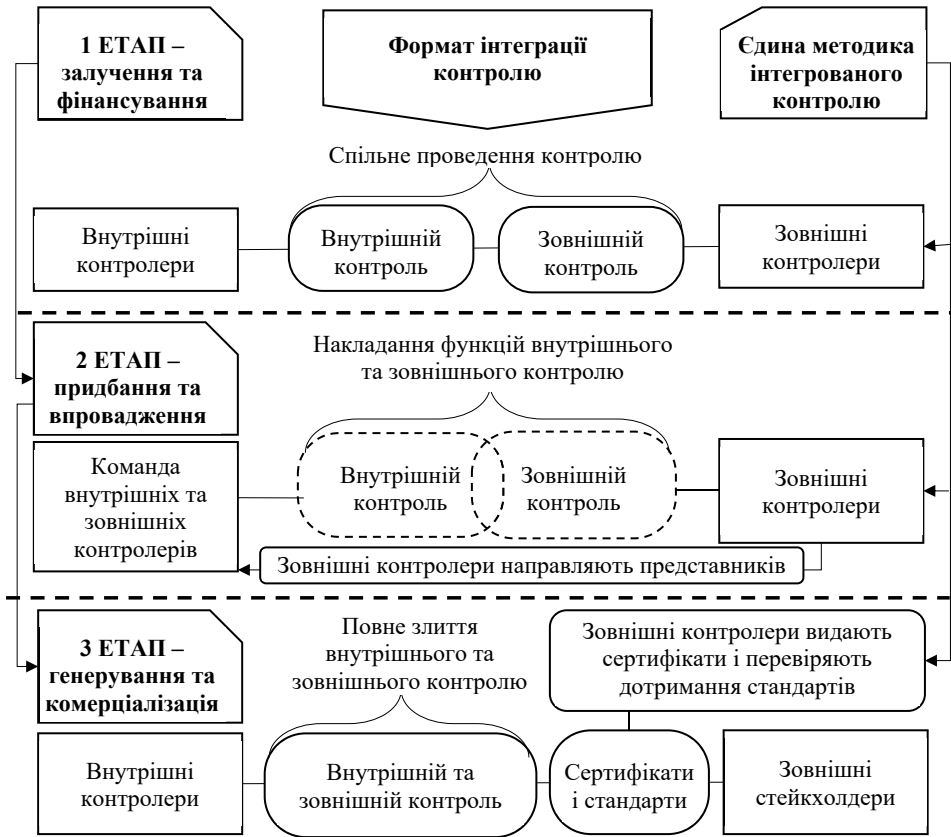 1 ЕТАП –
залучення та
фінансування
Формат інтеграції
контролю
Єдина методика
інтегрованого
контролю
Спільне проведення контролю
Внутрішні
контролери
Внутрішній
контроль
Зовнішній
контроль
Зовнішні
контролери
2 ЕТАП –
придбання та
впровадження
Накладання функцій внутрішнього
та зовнішнього контролю
Команда
внутрішніх та
зовнішніх
контролерів
Внутрішній
контроль
Зовнішній
контроль
Зовнішні
контролери
Зовнішні контролери направляють представників
3 ЕТАП –
генерування та
комерціалізація
Повне злиття
внутрішнього та
зовнішнього контролю
Зовнішні контролери видають
сертифікати і перевіряють
дотримання стандартів
Внутрішні
контролери
Внутрішній та
зовнішній контроль
Сертифікати
і стандарти
Зовнішні
стейкхолдери